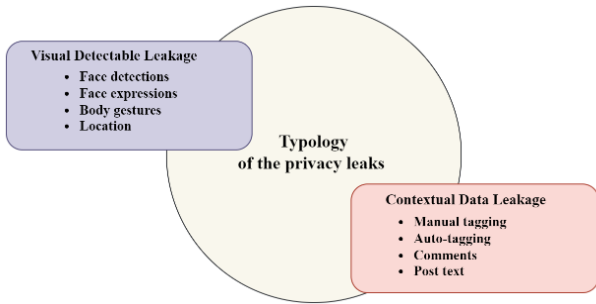 Visual Detectable Leakage
• Face detections
• Face expressions
• Body gestures
• Location
Typology
of the privacy leaks
Contextual Data Leakage
• Manual tagging
• Auto-tagging
• Comments
• Post text